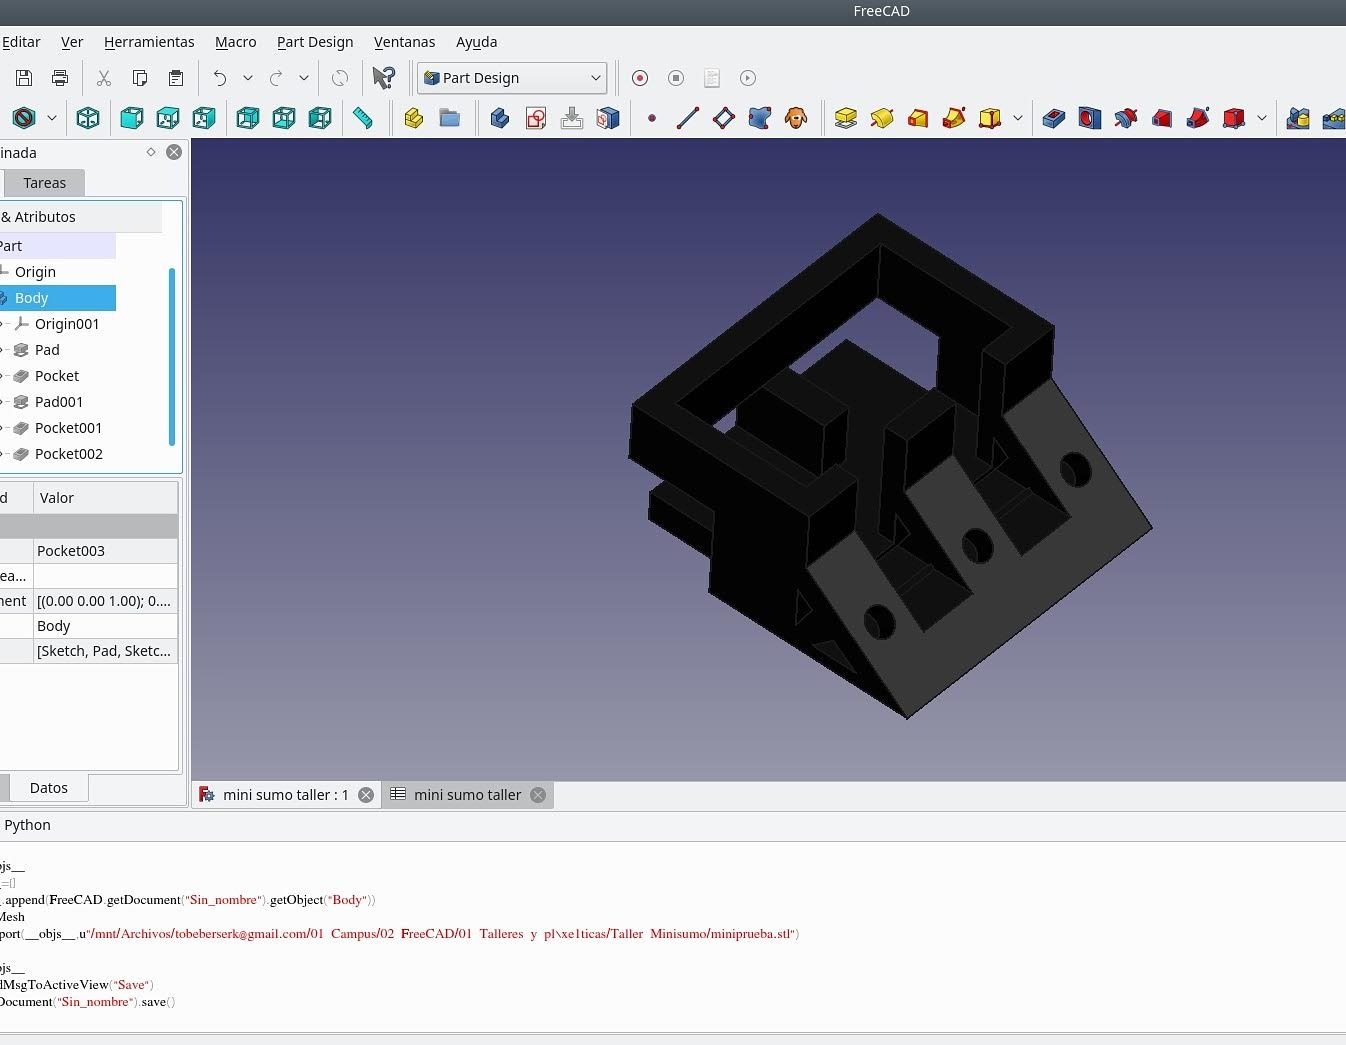 FreeCAD
Editar Ver Herramientas Macro Part Design Ventanas Ayuda
Part Design
inada
Tareas
& Atributos
Part
Origin
Body
Origin001
Pad
Pocket
Pad001
Pocket001
Pocket002
d Valor
Pocket003
ea...
nent [(0.00 0.00 1.00); 0....
Body
[Sketch, Pad, Sketc...
Datos
mini sumo taller : 1 mini sumo taller
Python
ojs__
_=[]
_.append(FreeCAD.getDocument("Sin_nombre").getObject("Body"))
Mesh
port(__objs__,u"/mnt/Archivos/tobeberserk@gmail.com/01 Campus/02 FreeCAD/01 Talleres y pl\xe1ticas/Taller Minisumo/miniprueba.stl")
ojs__
dMsgToActiveView("Save")
Document("Sin_nombre").save()